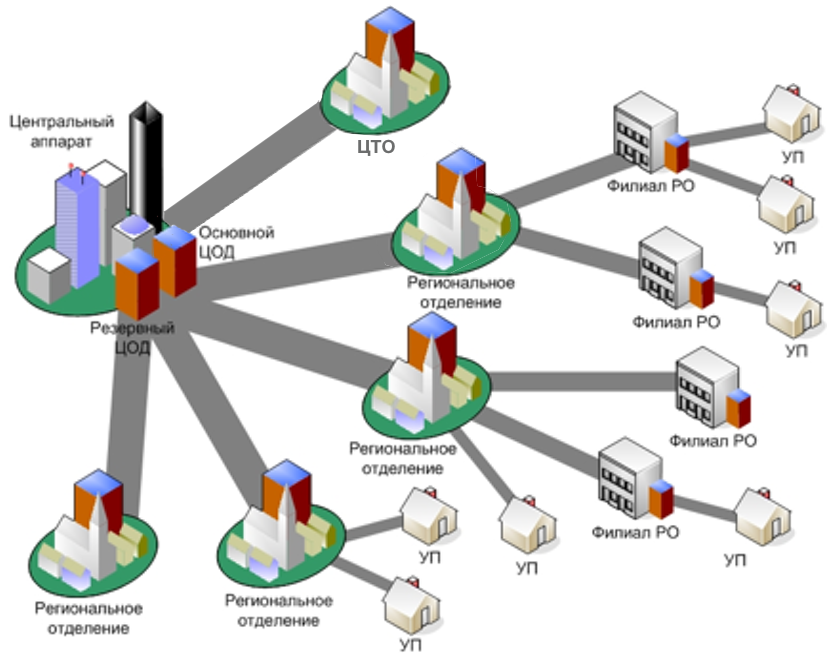 Центральный
аппарат
ЦТО
Основной
ЦОД
Резервный
ЦОД
Филиал РО
УП
УП
Региональное
отделение
Филиал РО
УП
Региональное
отделение
Филиал РО
Филиал РО
УП
УП
УП
УП
Региональное
отделение
Региональное
отделение